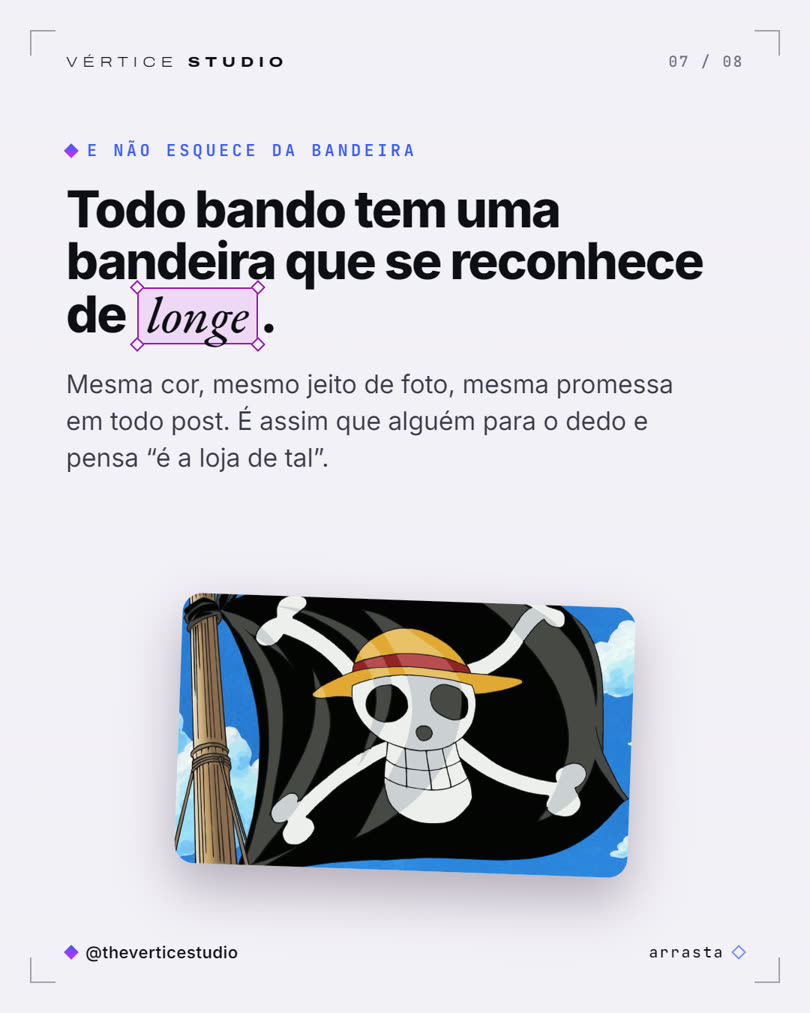 VÉRTICE STUDIO
07 / 08
E NÃO ESQUECE DA BANDEIRA
Todo bando tem uma
bandeira que se reconhece
de longe.
Mesma cor, mesmo jeito de foto, mesma promessa
em todo post. É assim que alguém para o dedo e
pensa “é a loja de tal”.
@theverticestudio
arrasta